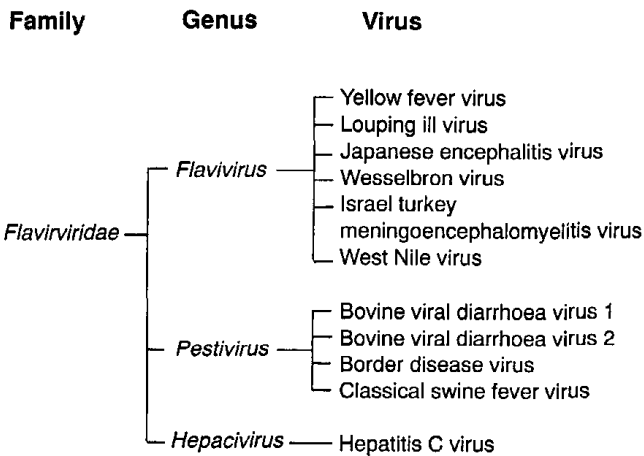 Family Genus Virus
Yellow fever virus
Louping ill virus
Japanese encephalitis virus
Flavivirus
Wesselbron virus
Israel turkey
meningoencephalomyelitis virus
Flavirviridae
West Nile virus
Bovine viral diarrhoea virus 1
Bovine viral diarrhoea virus 2
Pestivirus
Border disease virus
Classical swine fever virus
Hepacivirus
Hepatitis C virus